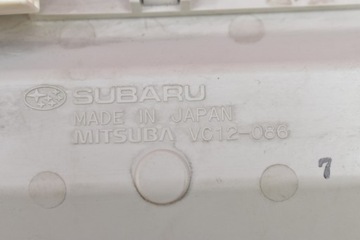 SUBARU
MADE IN JAPAN
MITSUBA VC12-086
7